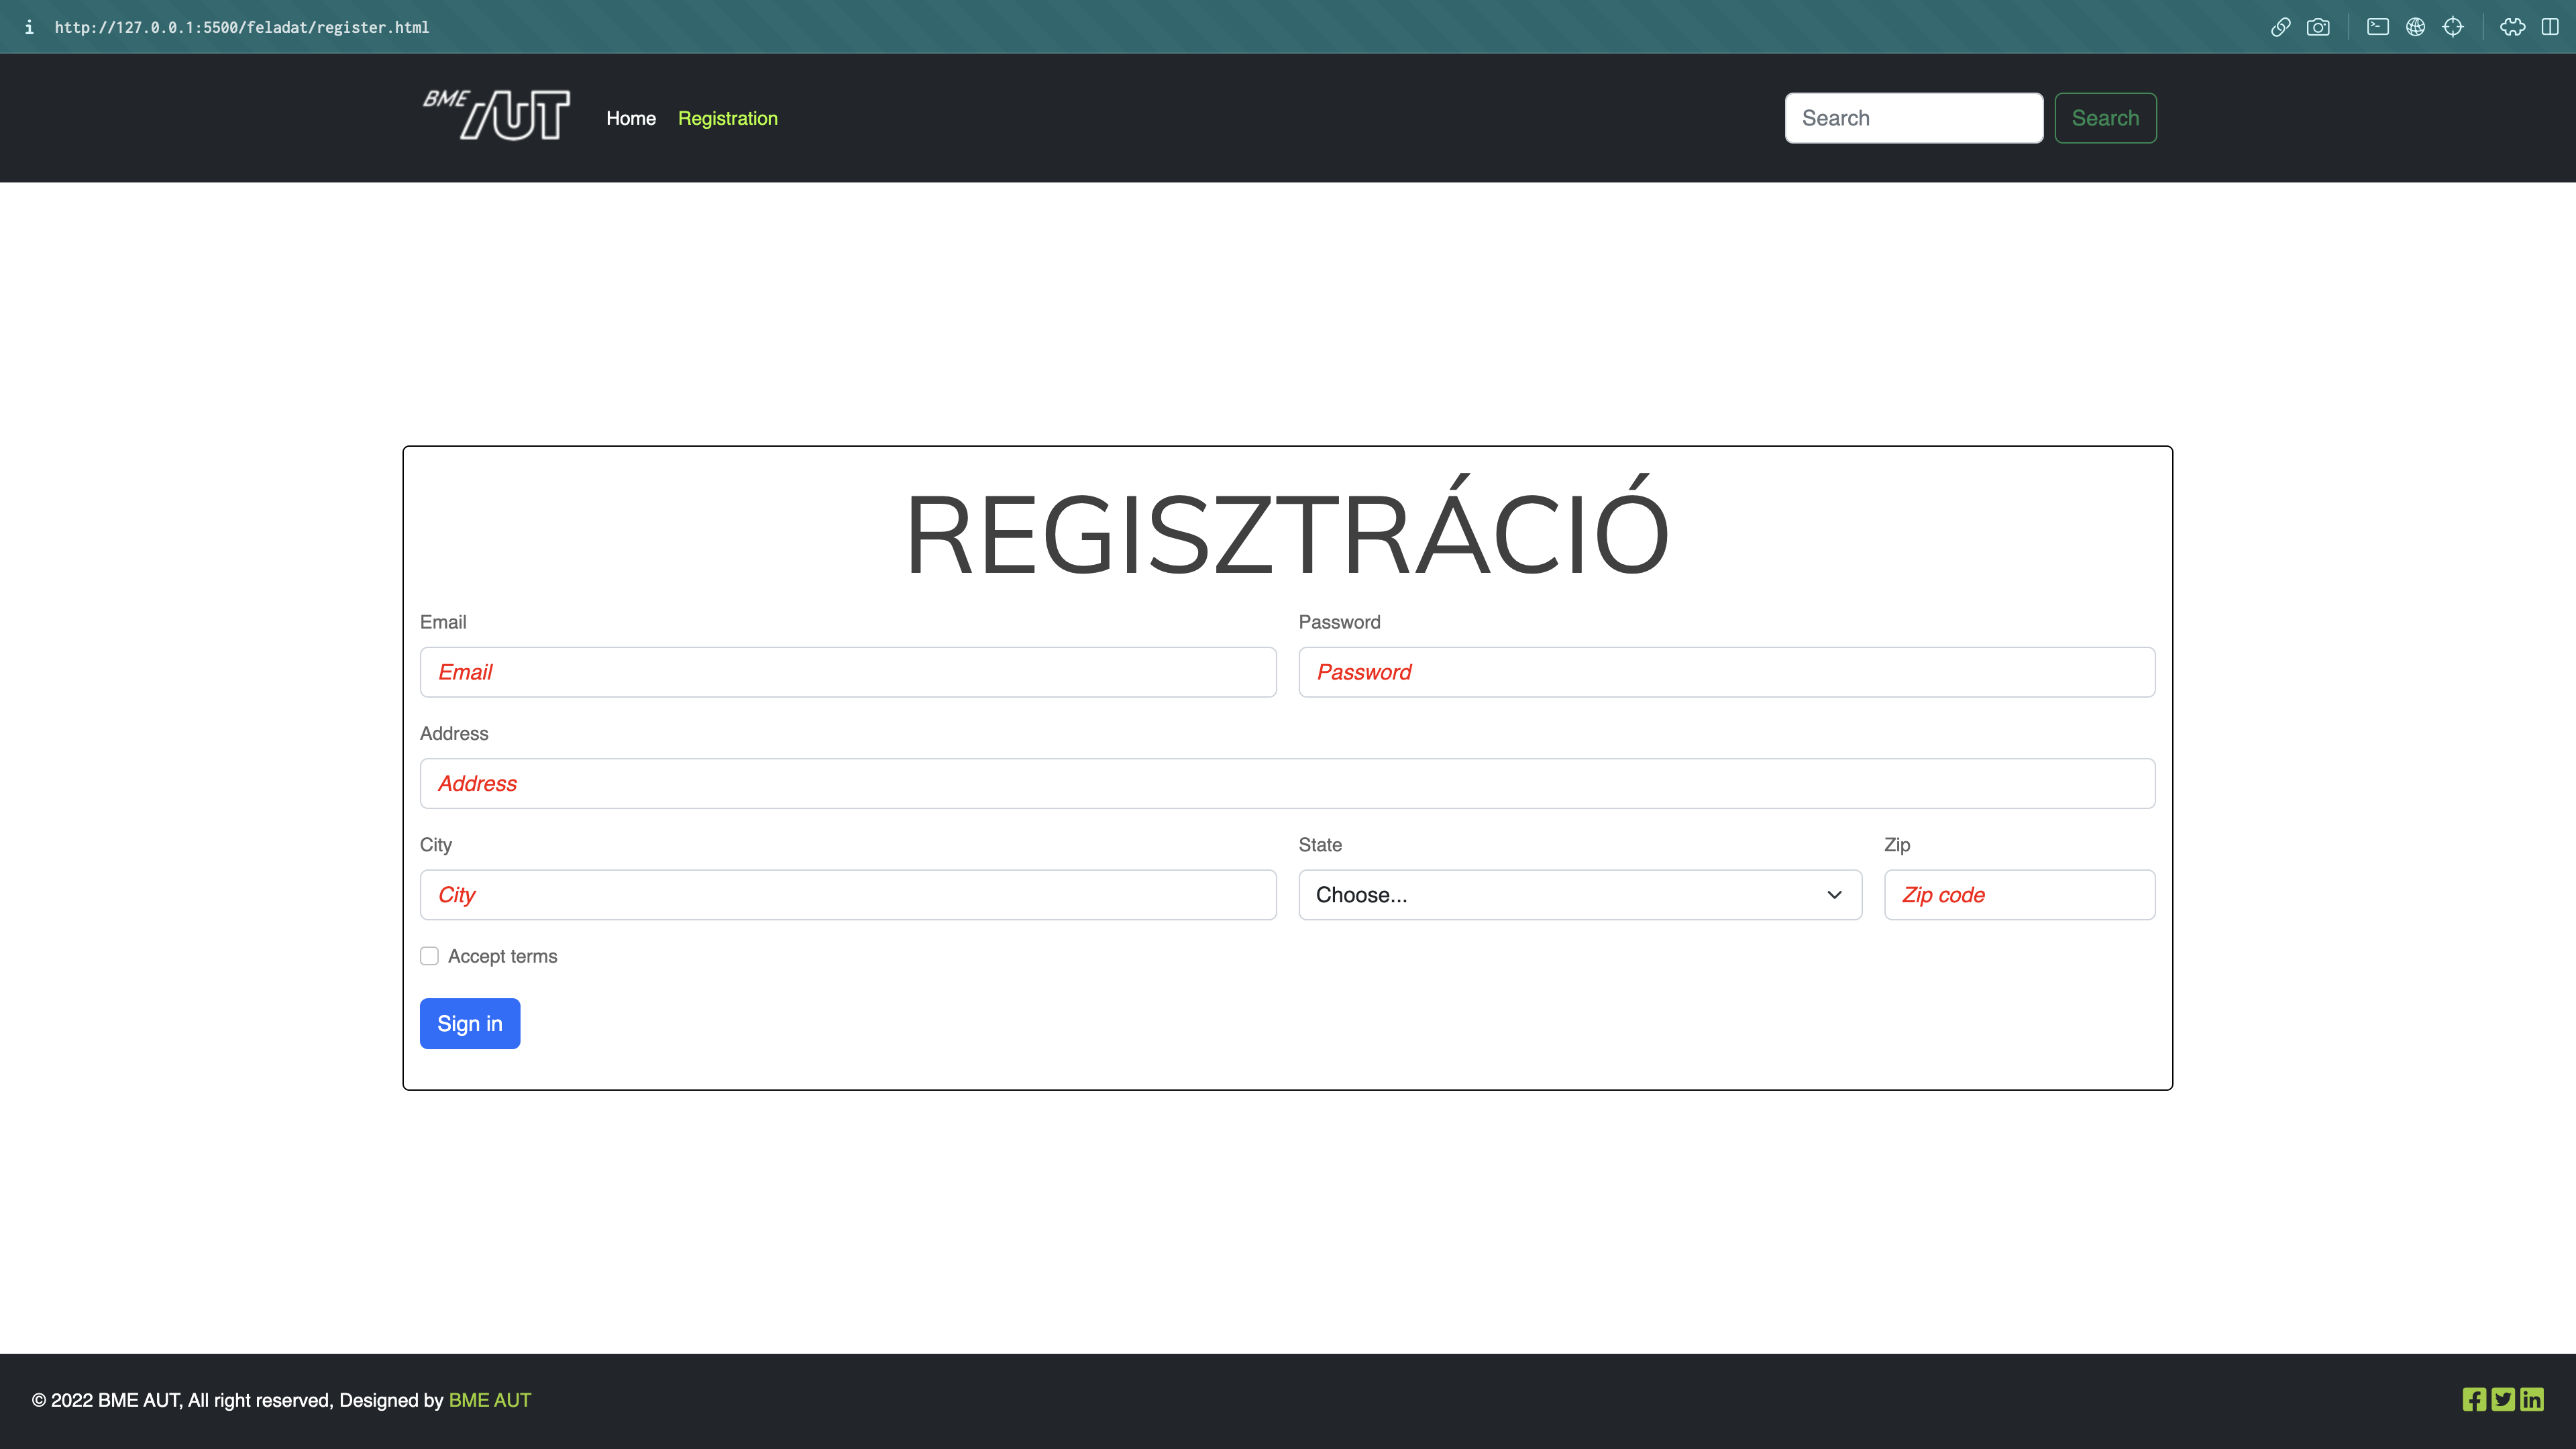 i http://127.0.0.1:5500/feladat/register.html
BME AUT Home Registration Search Search
REGISZTRÁCIÓ
Email Password
Email Password
Address
Address
City State Zip
City Choose... Zip code
Accept terms
Sign in
© 2022 BME AUT, All right reserved, Designed by BME AUT